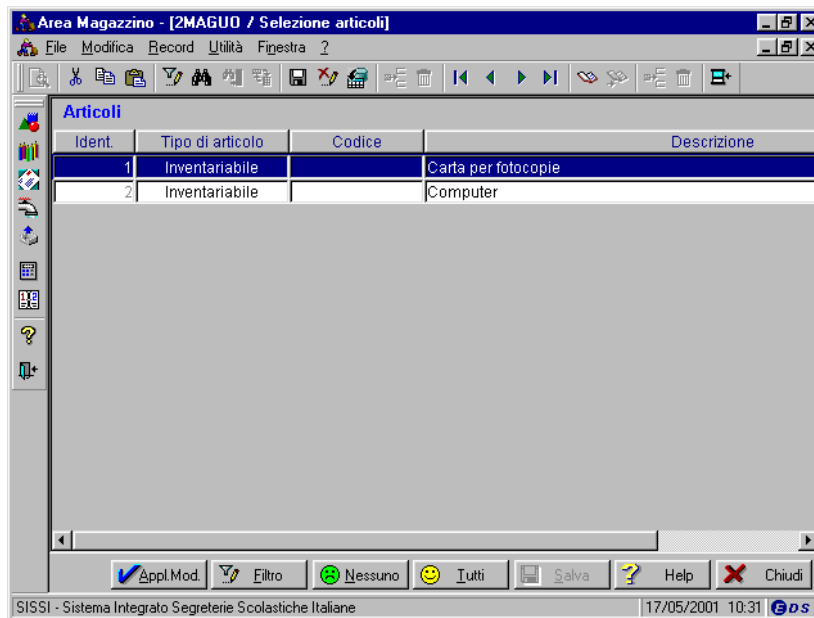 Area Magazzino - [2MAGUO / Selezione articoli]
File Modifica Record Utilità Finestra ?
Articoli
Ident. Tipo di articolo Codice Descrizione
1 Inventariabile Carta per fotocopie
2 Inventariabile Computer
Appl.Mod. Filtro Nessuno Tutti Salva Help Chiudi
SISSI - Sistema Integrato Segreterie Scolastiche Italiane 17/05/2001 10:31 EDS